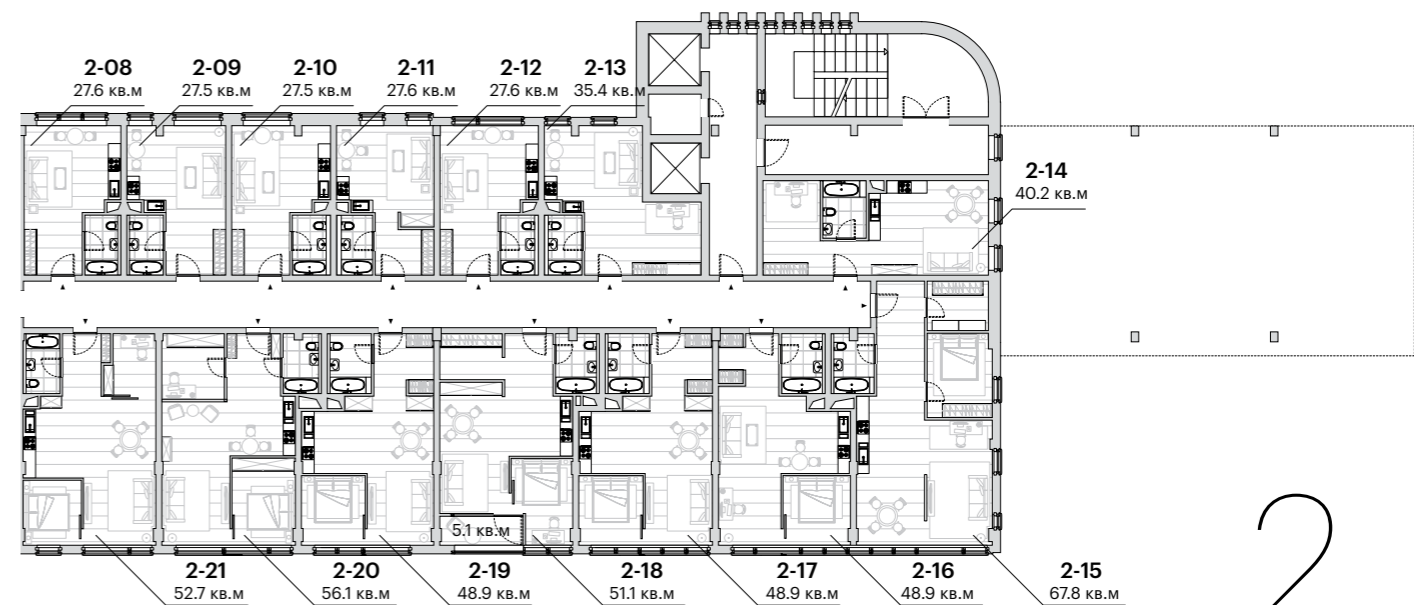 2-08
27.6 кв.м
2-09
27.5 кв.м
2-10
27.5 кв.м
2-11
27.6 кв.м
2-12
27.6 кв.м
2-13
35.4 кв.м
2-14
40.2 кв.м
5.1 кв.м
2-21
52.7 кв.м
2-20
56.1 кв.м
2-19
48.9 кв.м
2-18
51.1 кв.м
2-17
48.9 кв.м
2-16
48.9 кв.м
2-15
67.8 кв.м
2